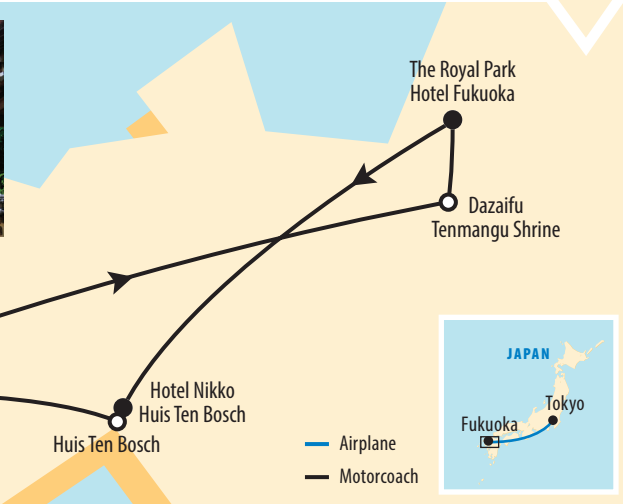 The Royal Park
Hotel Fukuoka
Dazaifu
Tenmangu Shrine
Hotel Nikko
Huis Ten Bosch
Huis Ten Bosch
Airplane
Motorcoach
JAPAN
Tokyo
Fukuoka